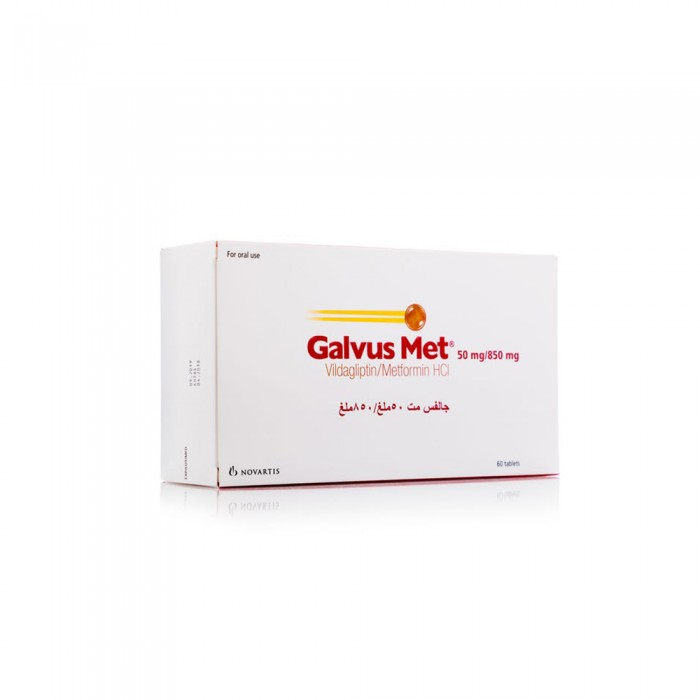 For oral use
Galvus Met® 50 mg/850 mg
Vildagliptin/Metformin HCl
جالفس مت ٥٠ملغ/٨٥٠ملغ
NOVARTIS
60 tablets